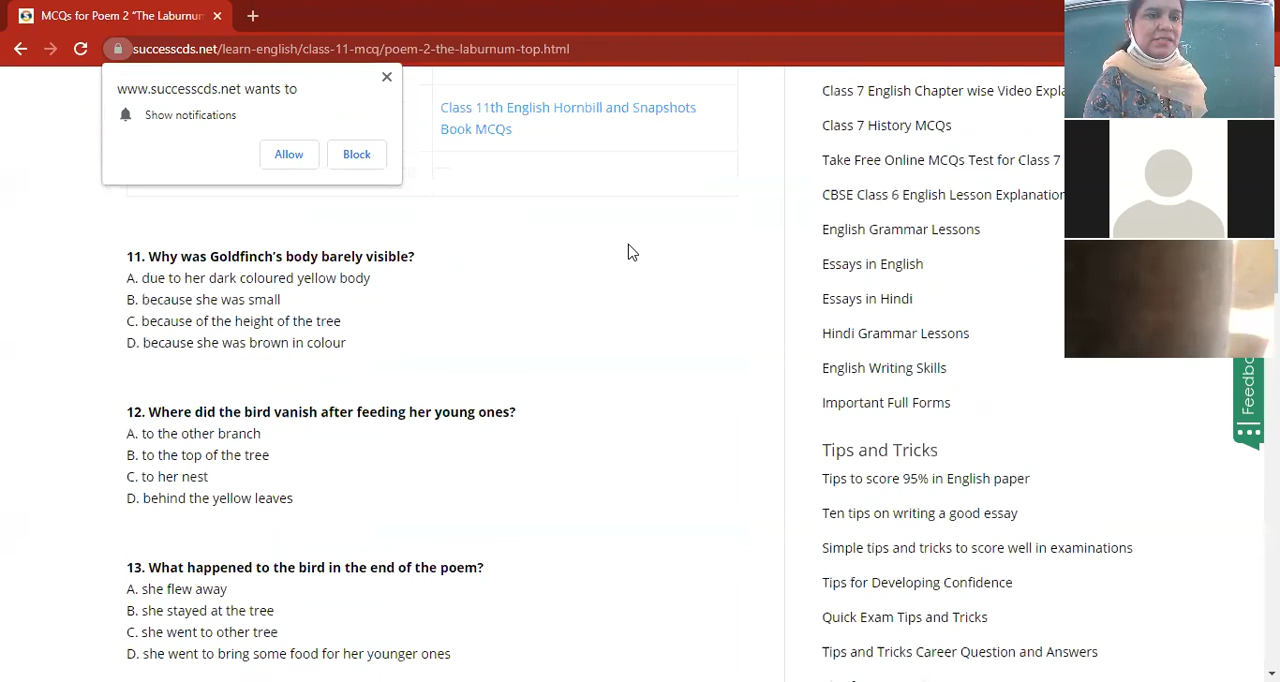 MCQs for Poem 2 “The Laburnu
successcds.net/learn-english/class-11-mcq/poem-2-the-laburnum-top.html
www.successcds.net wants to
Show notifications
Allow
Block
Class 11th English Hornbill and Snapshots
Book MCQs
11. Why was Goldfinch’s body barely visible?
A. due to her dark coloured yellow body
B. because she was small
C. because of the height of the tree
D. because she was brown in colour
12. Where did the bird vanish after feeding her young ones?
A. to the other branch
B. to the top of the tree
C. to her nest
D. behind the yellow leaves
13. What happened to the bird in the end of the poem?
A. she flew away
B. she stayed at the tree
C. she went to other tree
D. she went to bring some food for her younger ones
Class 7 English Chapter wise Video Expla
Class 7 History MCQs
Take Free Online MCQs Test for Class 7
CBSE Class 6 English Lesson Explanation
English Grammar Lessons
Essays in English
Essays in Hindi
Hindi Grammar Lessons
English Writing Skills
Important Full Forms
Tips and Tricks
Tips to score 95% in English paper
Ten tips on writing a good essay
Simple tips and tricks to score well in examinations
Tips for Developing Confidence
Quick Exam Tips and Tricks
Tips and Tricks Career Question and Answers
Feedbo